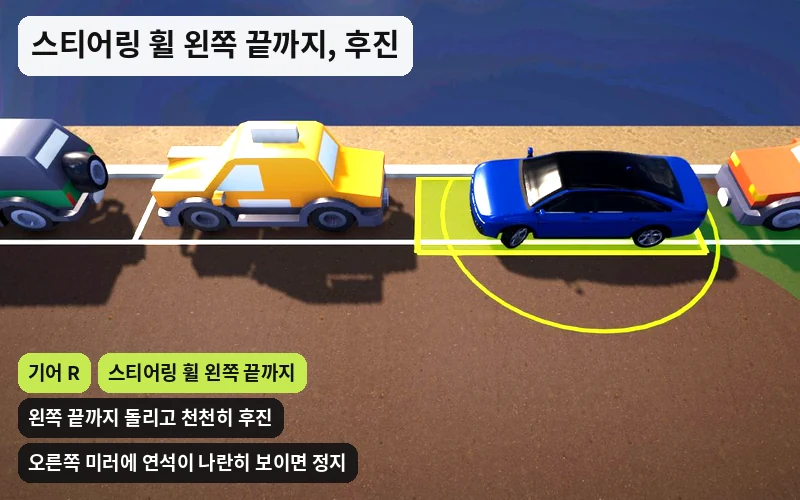 스티어링 휠 왼쪽 끝까지, 후진
기어 R
스티어링 휠 왼쪽 끝까지
왼쪽 끝까지 돌리고 천천히 후진
오른쪽 미러에 연석이 나란히 보이면 정지